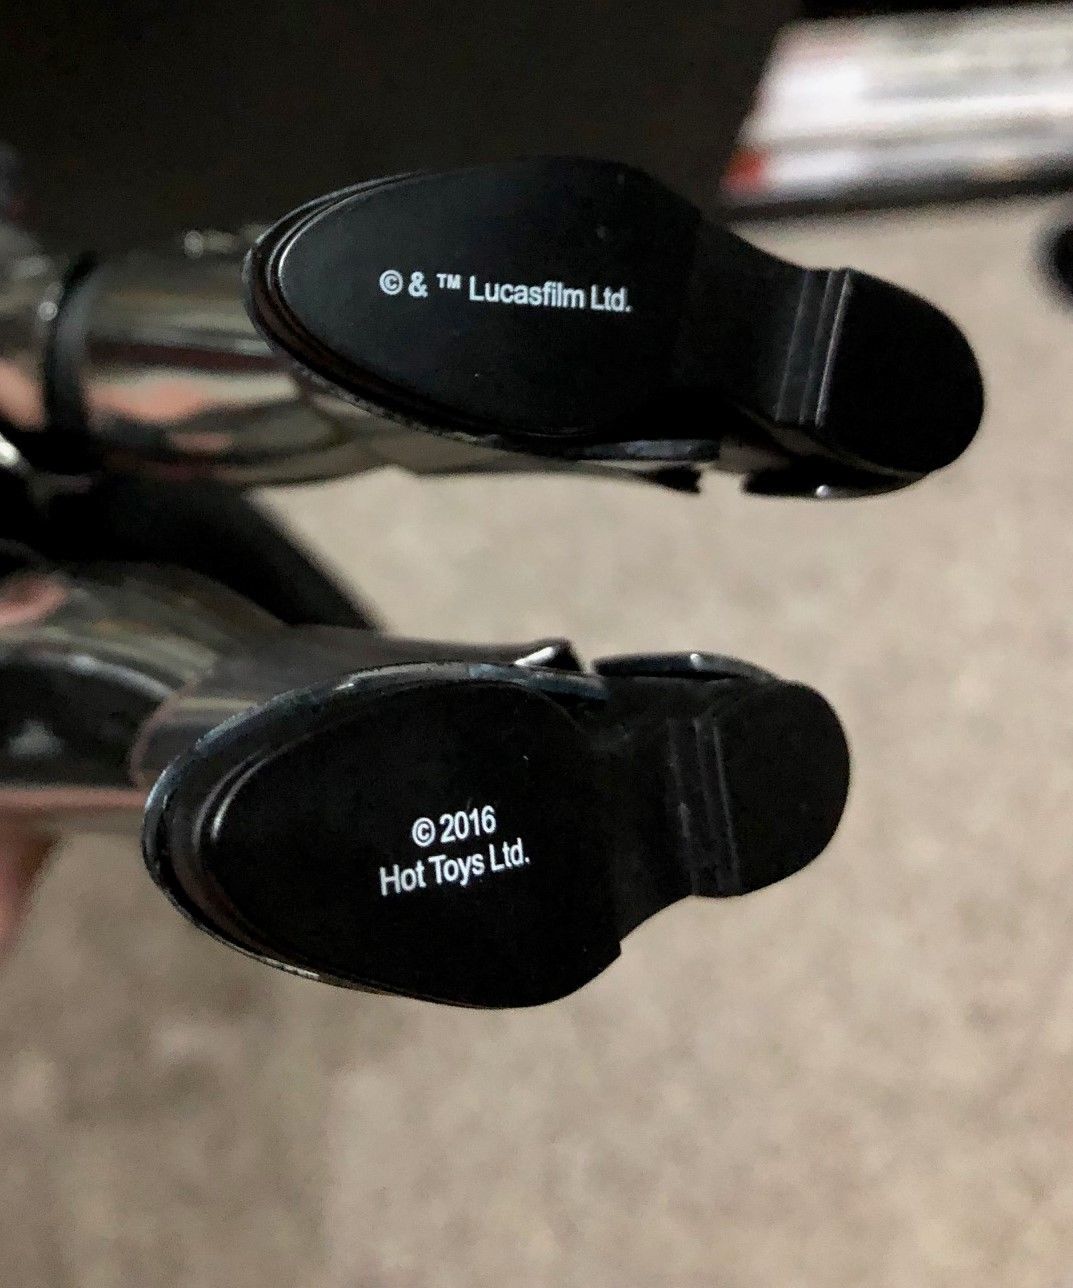 © & ™ Lucasfilm Ltd.
© 2016
Hot Toys Ltd.